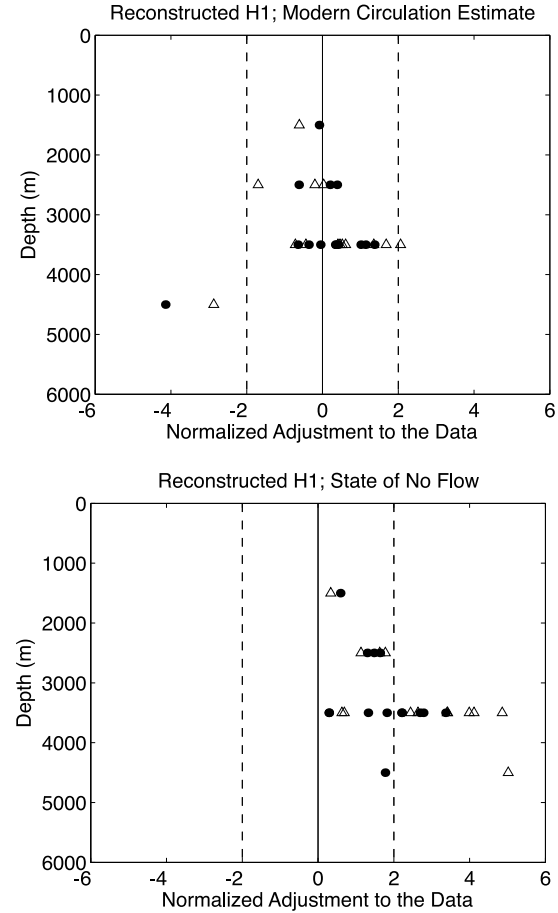 Reconstructed H1; Modern Circulation Estimate
0
1000
2000
3000
4000
5000
6000
Depth (m)
-6 -4 -2 0 2 4 6
Normalized Adjustment to the Data
Reconstructed H1; State of No Flow
0
1000
2000
3000
4000
5000
6000
Depth (m)
-6 -4 -2 0 2 4 6
Normalized Adjustment to the Data